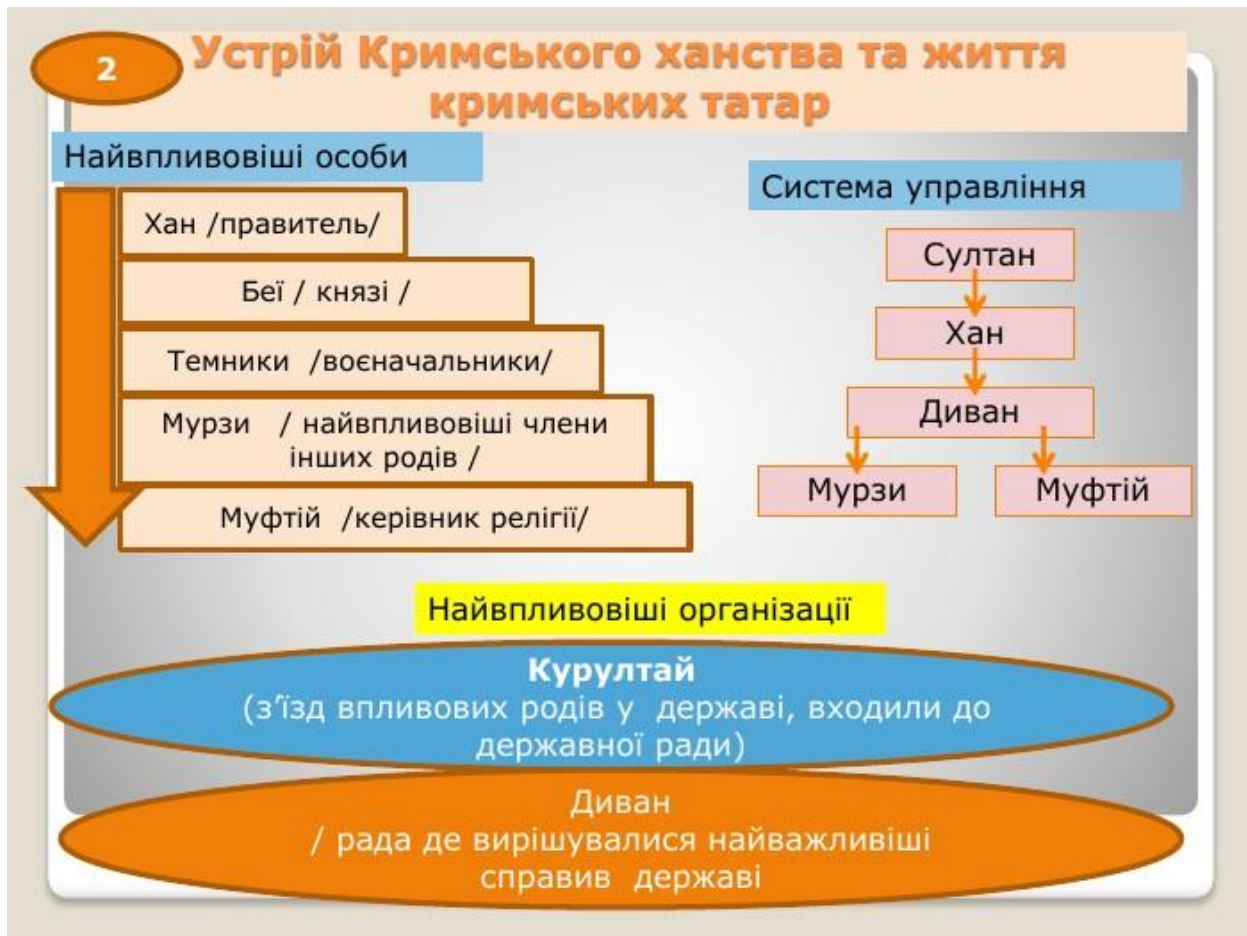 2
Устрій Кримського ханства та життя
кримських татар
Найвпливовіші особи
Хан /правитель/
Беї / князі /
Темники /воєначальники/
Мурзи / найвпливовіші члени
інших родів /
Муфтій /керівник релігії/
Система управління
Султан
Хан
Диван
Мурзи
Муфтій
Найвпливовіші організації
Курултай
(з’їзд впливових родів у державі, входили до
державної ради)
Диван
/ рада де вирішувалися найважливіші
справив державі